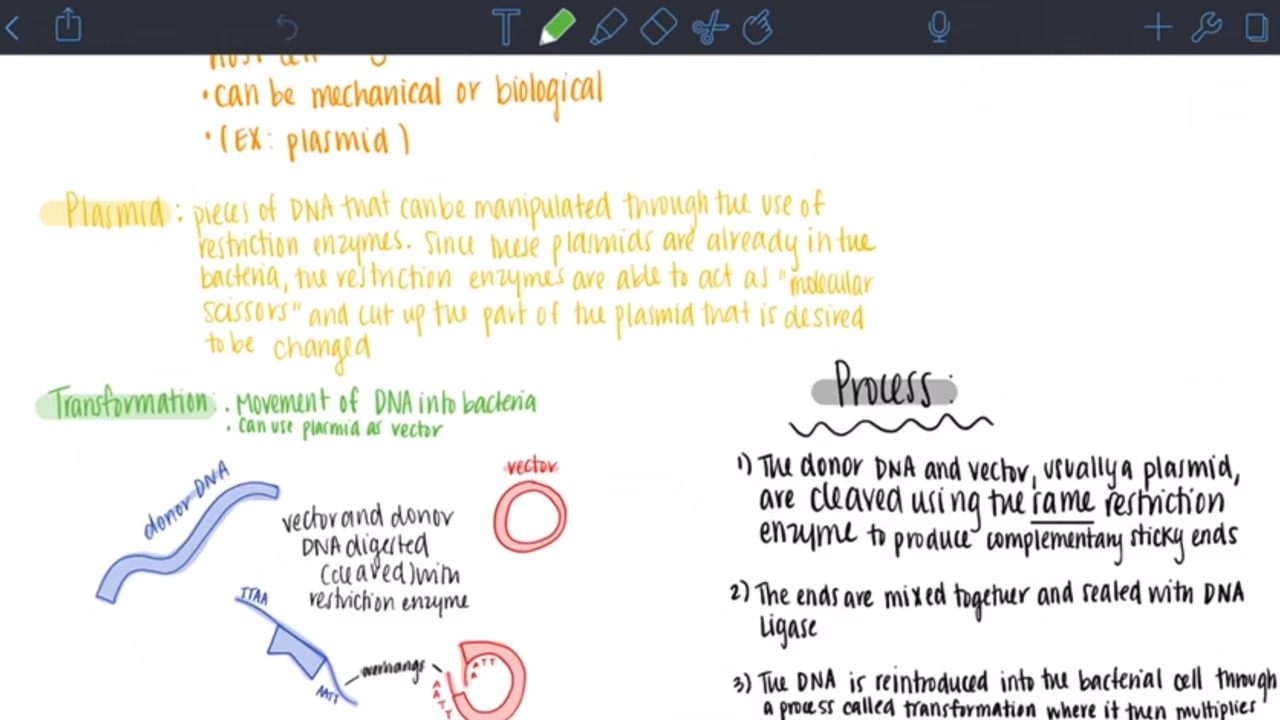 • can be mechanical or biological
• (EX: plasmid)
Plasmid: pieces of DNA that can be manipulated through the use of
restriction enzymes. Since these plasmids are already in the
bacteria, the restriction enzymes are able to act as "molecular
scissors" and cut up the part of the plasmid that is desired
to be changed
Transformation: • Movement of DNA into bacteria
• can use plasmid as vector
donor DNA
vector and donor
DNA digested
(cleaved) with
restriction enzyme
vector
TTAA
AATT
overhangs
ATT
A
A
A
T
T
Process:
1) The donor DNA and vector, usually a plasmid,
are cleaved using the same restriction
enzyme to produce complementary sticky ends
2) The ends are mixed together and sealed with DNA
ligase
3) The DNA is reintroduced into the bacterial cell through
a process called transformation where it then multiplies